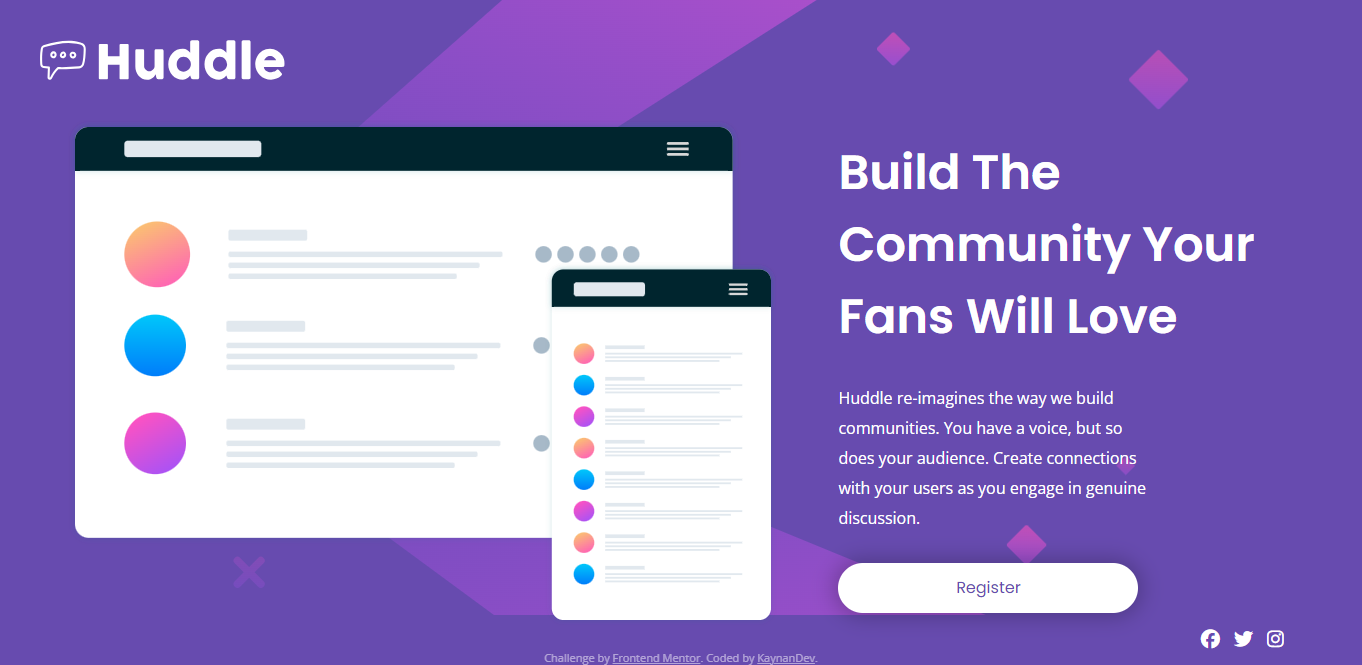 Huddle
Build The
Community Your
Fans Will Love
Huddle re-imagines the way we build
communities. You have a voice, but so
does your audience. Create connections
with your users as you engage in genuine
discussion.
Register
Challenge by Frontend Mentor. Coded by KaynanDev.